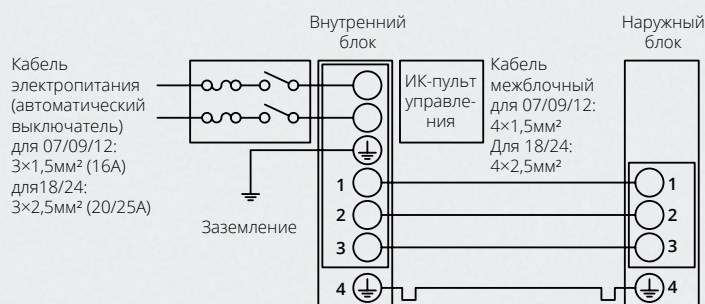 Внутренний
блок
Наружный
блок
Кабель
электропитания
(автоматический
выключатель)
для 07/09/12:
3×1,5мм² (16А)
для18/24:
3×2,5мм² (20/25А)
ИК-пульт
управле-
ния
Кабель
межблочный
для 07/09/12:
4×1,5мм²
Для 18/24:
4×2,5мм²
Заземление
1
2
3
4
1
2
3
4